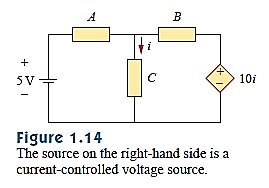 A B
i
+
5 V
−
C
+
−
10i
Figure 1.14
The source on the right-hand side is a
current-controlled voltage source.